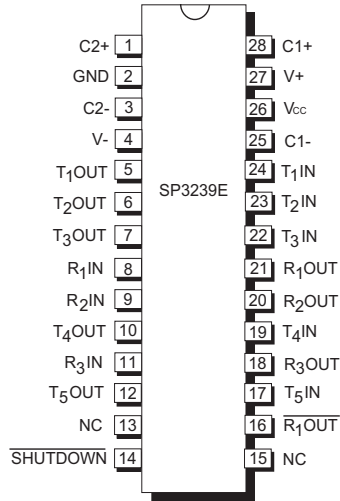 C2+ 1 28 C1+
GND 2 27 V+
C2- 3 26 Vcc
V- 4 25 C1-
T1OUT 5 24 T1IN
SP3239E
T2OUT 6 23 T2IN
T3OUT 7 22 T3IN
R1IN 8 21 R1OUT
R2IN 9 20 R2OUT
T4OUT 10 19 T4IN
R3IN 11 18 R3OUT
T5OUT 12 17 T5IN
NC 13 16 R1OUT
SHUTDOWN 14 15 NC